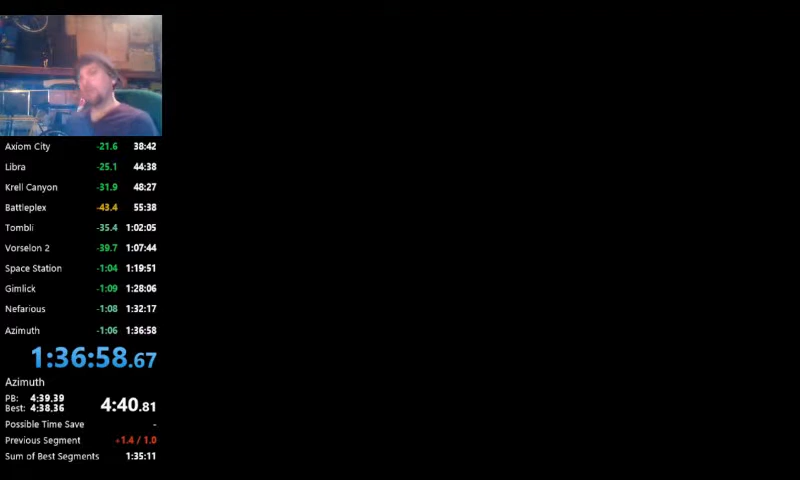 Axiom City -21.6 38:42
Libra -25.1 44:38
Krell Canyon -31.9 48:27
Battleplex -43.4 55:38
Tombli -35.4 1:02:05
Vorselon 2 -39.7 1:07:44
Space Station -1:04 1:19:51
Gimlick -1:09 1:28:06
Nefarious -1:08 1:32:17
Azimuth -1:06 1:36:58
1:36:58.67
Azimuth
PB: 4:39.39
Best: 4:38.36
4:40.81
Possible Time Save -
Previous Segment +1.4 / 1.0
Sum of Best Segments 1:35:11